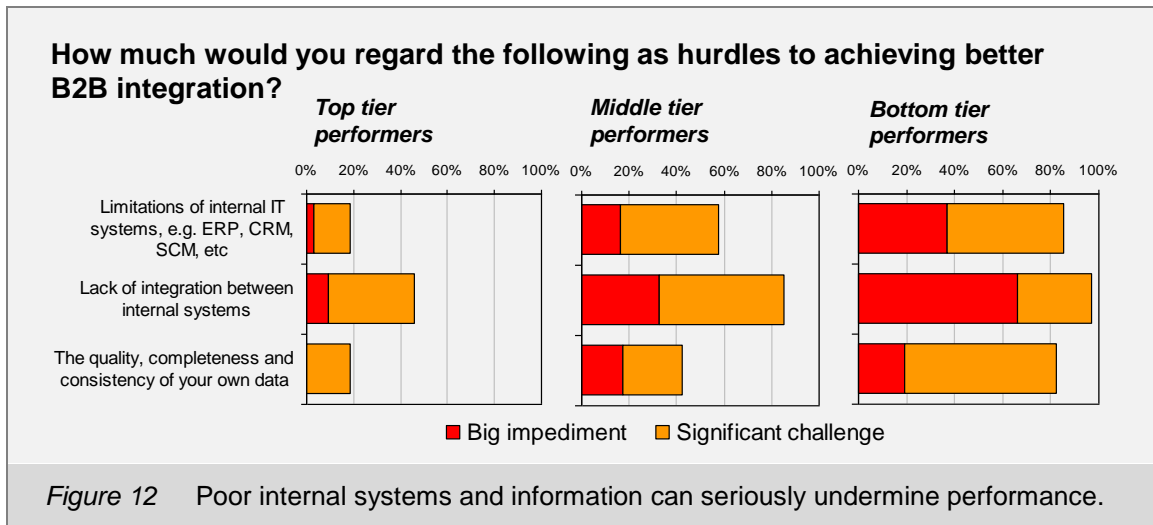 How much would you regard the following as hurdles to achieving better
B2B integration?
Top tier
performers
Middle tier
performers
Bottom tier
performers
0% 20% 40% 60% 80% 100%
0% 20% 40% 60% 80% 100%
0% 20% 40% 60% 80% 100%
Limitations of internal IT
systems, e.g. ERP, CRM,
SCM, etc
Lack of integration between
internal systems
The quality, completeness and
consistency of your own data
Big impediment
Significant challenge
Figure 12 Poor internal systems and information can seriously undermine performance.